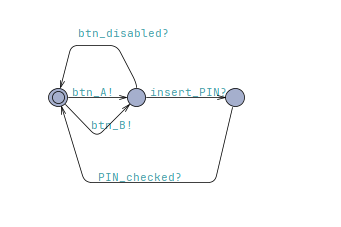 btn_disabled?
btn_A!
insert_PIN?
btn_B!
PIN_checked?